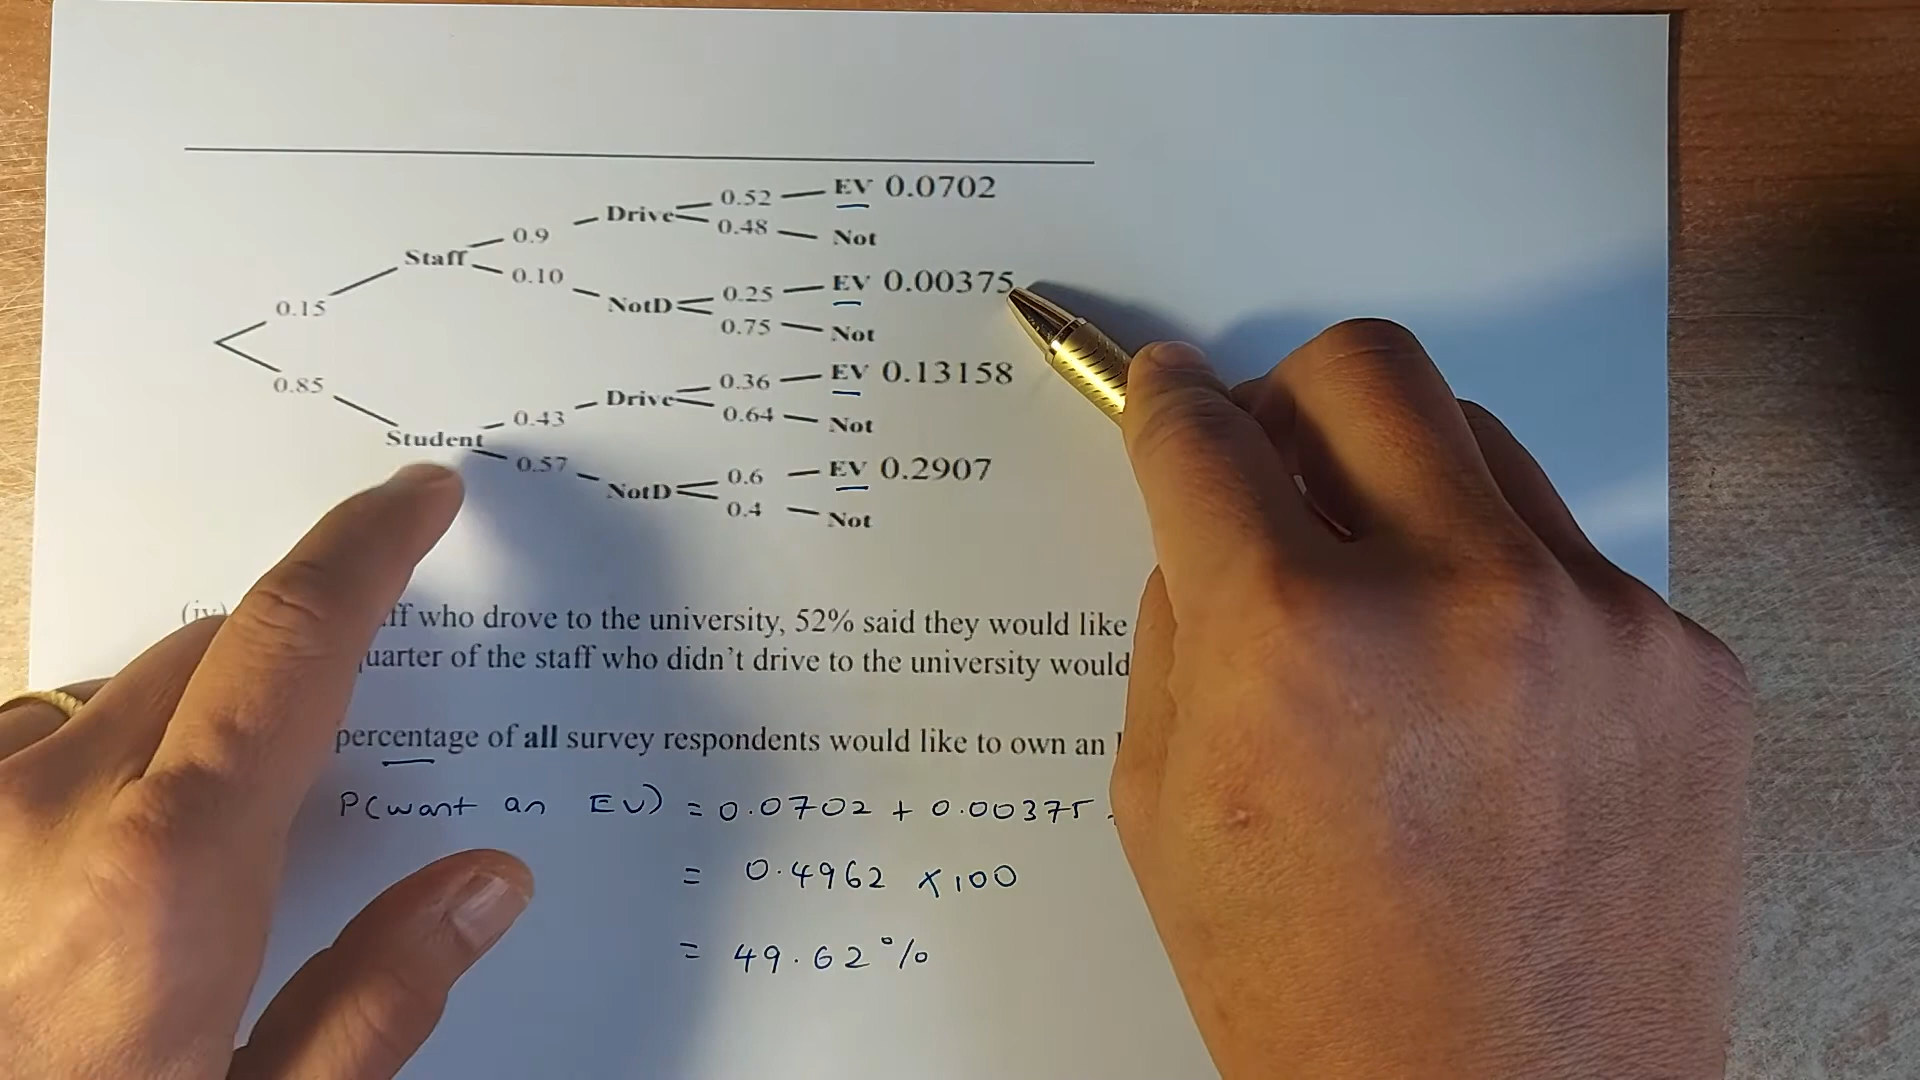 0.52 EV 0.0702
Drive
0.9 0.48 Not
Staff
0.10 0.25 EV 0.00375
NotD
0.15 0.75 Not
0.85 0.36 EV 0.13158
Drive
0.43 0.64 Not
Student
0.57 0.6 EV 0.2907
NotD
0.4 Not
who drove to the university, 52% said they would like
of the staff who didn't drive to the university would
percentage of all survey respondents would like to own an
P(want an EV) = 0.0702 + 0.00375
= 0.4962 ×100
= 49.62%